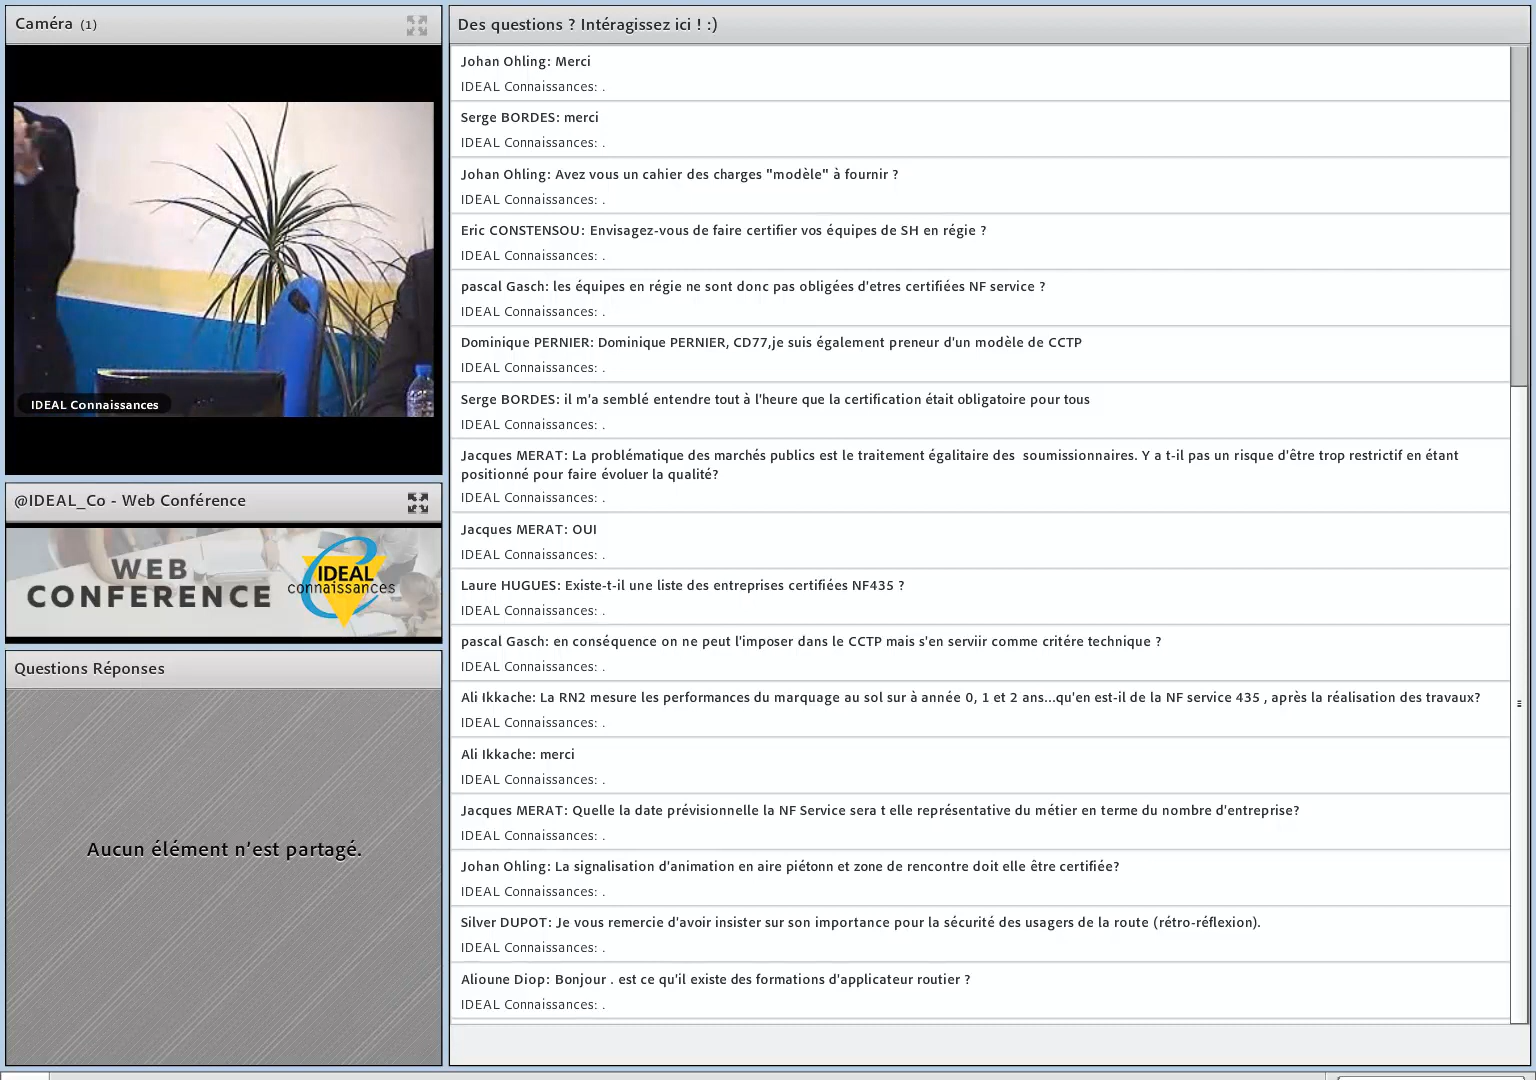 Caméra (1)
IDEAL Connaissances
@IDEAL_Co - Web Conférence
WEB
CONFERENCE
IDEAL
connaissances
Questions Réponses
Aucun élément n'est partagé.
Des questions ? Intéragissez ici ! :)
Johan Ohling: Merci
IDEAL Connaissances: .
Serge BORDES: merci
IDEAL Connaissances: .
Johan Ohling: Avez vous un cahier des charges "modèle" à fournir ?
IDEAL Connaissances: .
Eric CONSTENSOU: Envisagez-vous de faire certifier vos équipes de SH en régie ?
IDEAL Connaissances: .
pascal Gasch: les équipes en régie ne sont donc pas obligées d'etres certifiées NF service ?
IDEAL Connaissances: .
Dominique PERNIER: Dominique PERNIER, CD77,je suis également preneur d'un modèle de CCTP
IDEAL Connaissances: .
Serge BORDES: il m'a semblé entendre tout à l'heure que la certification était obligatoire pour tous
IDEAL Connaissances: .
Jacques MERAT: La problématique des marchés publics est le traitement égalitaire des  soumissionnaires. Y a t-il pas un risque d'être trop restrictif en étant
positionné pour faire évoluer la qualité?
IDEAL Connaissances: .
Jacques MERAT: OUI
IDEAL Connaissances: .
Laure HUGUES: Existe-t-il une liste des entreprises certifiées NF435 ?
IDEAL Connaissances: .
pascal Gasch: en conséquence on ne peut l'imposer dans le CCTP mais s'en serviir comme critére technique ?
IDEAL Connaissances: .
Ali Ikkache: La RN2 mesure les performances du marquage au sol sur à année 0, 1 et 2 ans...qu'en est-il de la NF service 435 , après la réalisation des travaux?
IDEAL Connaissances: .
Ali Ikkache: merci
IDEAL Connaissances: .
Jacques MERAT: Quelle la date prévisionnelle la NF Service sera t elle représentative du métier en terme du nombre d'entreprise?
IDEAL Connaissances: .
Johan Ohling: La signalisation d'animation en aire piétonn et zone de rencontre doit elle être certifiée?
IDEAL Connaissances: .
Silver DUPOT: Je vous remercie d'avoir insister sur son importance pour la sécurité des usagers de la route (rétro-réflexion).
IDEAL Connaissances: .
Alioune Diop: Bonjour . est ce qu'il existe des formations d'applicateur routier ?
IDEAL Connaissances: .